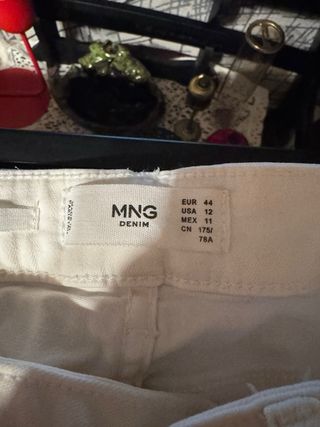 MNG
DENIM
EUR 44
USA 12
MEX 11
CN 175/
78A